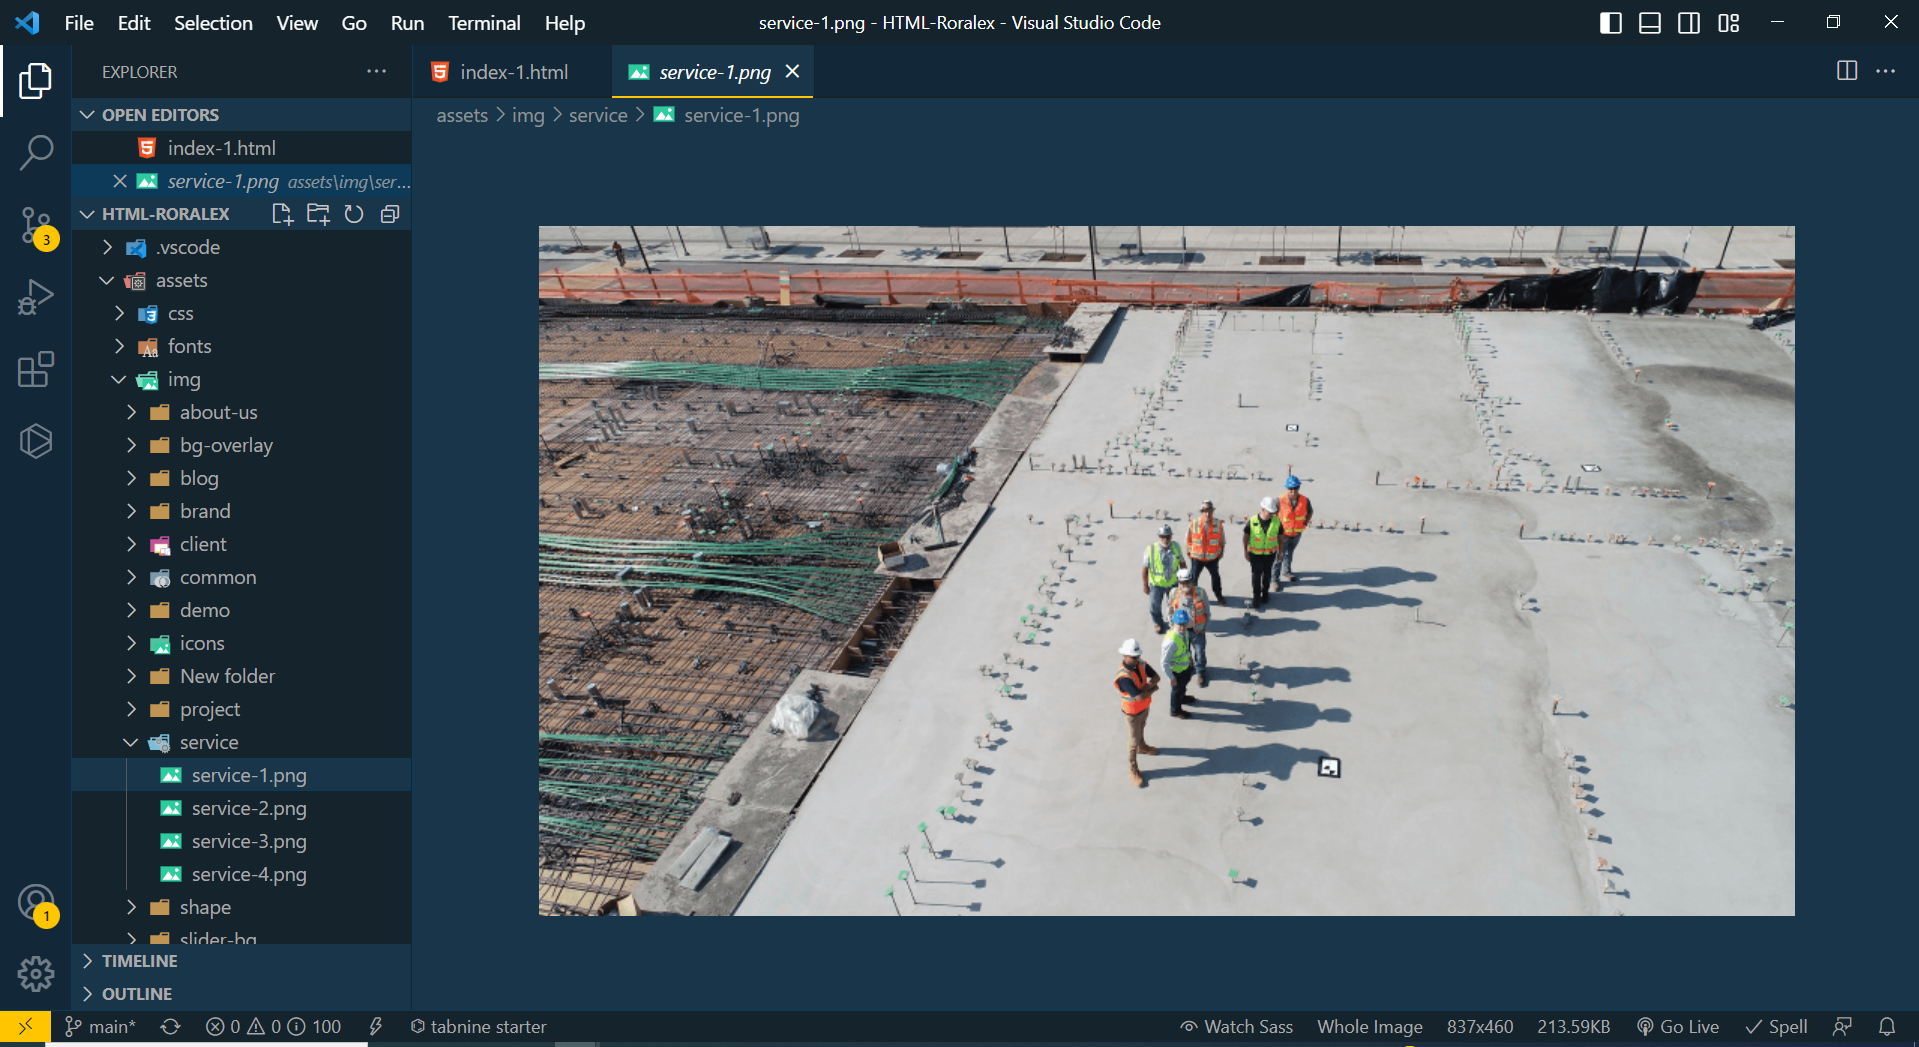 File Edit Selection View Go Run Terminal Help
service-1.png - HTML-Roralex - Visual Studio Code
EXPLORER
index-1.html
service-1.png
OPEN EDITORS
assets > img > service > service-1.png
index-1.html
service-1.png assets\img\ser...
HTML-RORALEX
.vscode
assets
css
fonts
img
about-us
bg-overlay
blog
brand
client
common
demo
icons
New folder
project
service
service-1.png
service-2.png
service-3.png
service-4.png
shape
slider-bg
TIMELINE
OUTLINE
3
1
main* 0 0 100 tabnine starter Watch Sass Whole Image 837x460 213.59KB Go Live Spell